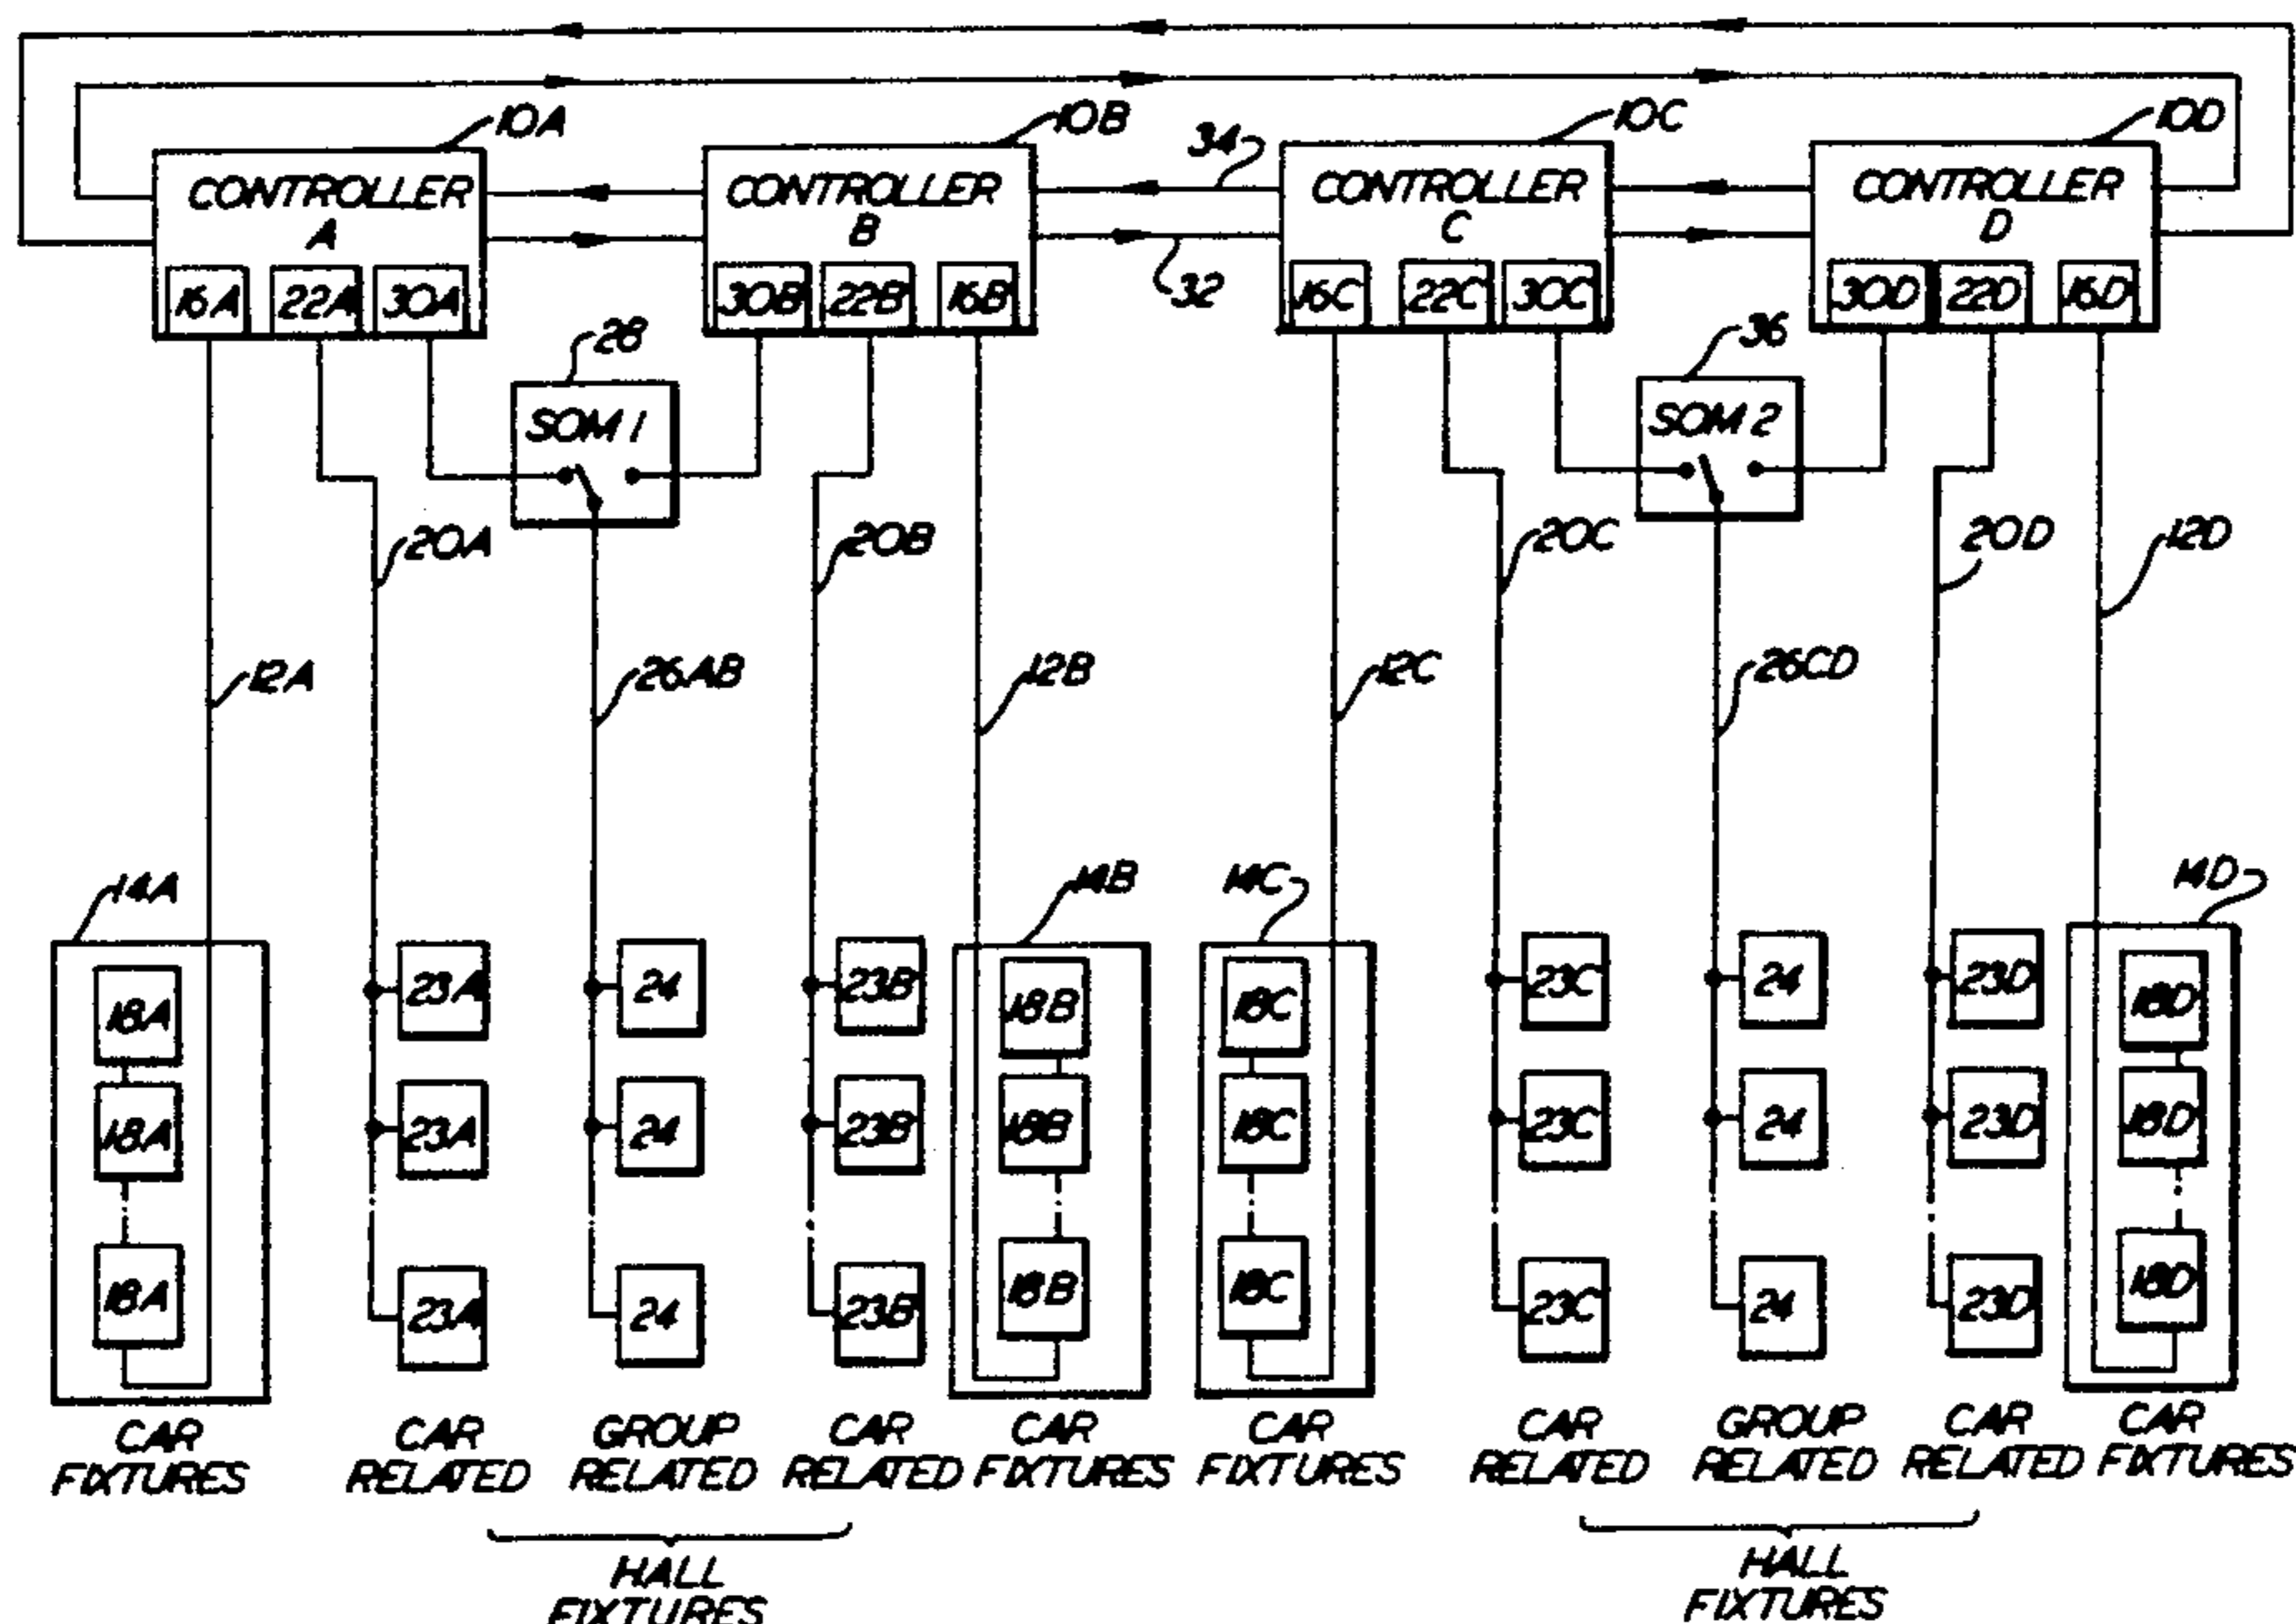 10A
10B
34
10C
10D
CONTROLLER
A
CONTROLLER
B
CONTROLLER
C
CONTROLLER
D
16A 22A 30A
30B 22B 16B
32
16C 22C 30C
30D 22D 16D
28
36
SOM 1
SOM 2
20A
20B
20C
20D
12D
12A
26AB
12B
12C
26CD
14A
14B
14C
14D
18A
23A
24
23B
18B
18C
23C
24
23D
18D
18A
23A
24
23B
18B
18C
23C
24
23D
18D
18A
23A
24
23B
18B
18C
23C
24
23D
18D
CAR
FIXTURES
CAR
RELATED
GROUP
RELATED
CAR
RELATED
CAR
FIXTURES
CAR
FIXTURES
CAR
RELATED
GROUP
RELATED
CAR
RELATED
CAR
FIXTURES
HALL
FIXTURES
HALL
FIXTURES